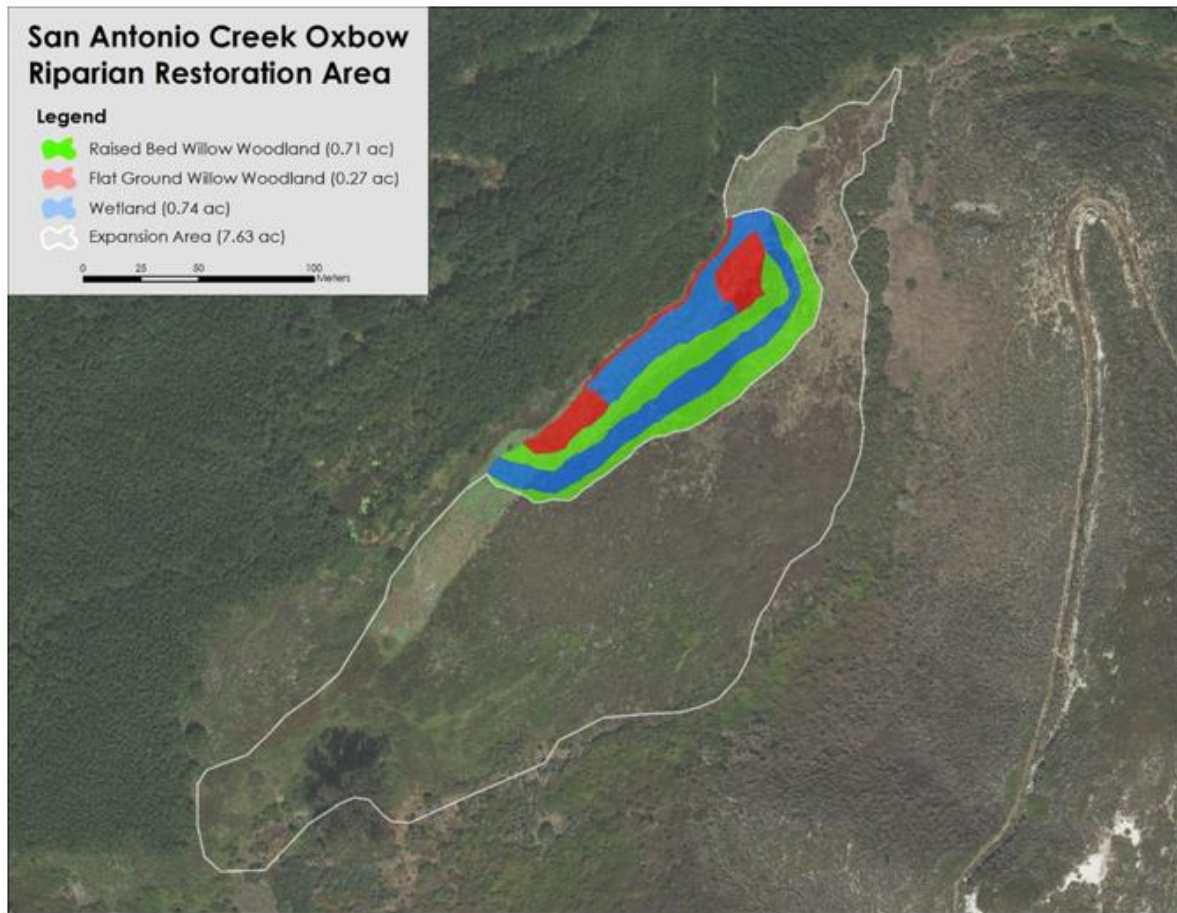 San Antonio Creek Oxbow
Riparian Restoration Area
Legend
Raised Bed Willow Woodland (0.71 ac)
Flat Ground Willow Woodland (0.27 ac)
Wetland (0.74 ac)
Expansion Area (7.63 ac)
0 25 50 100
Meters